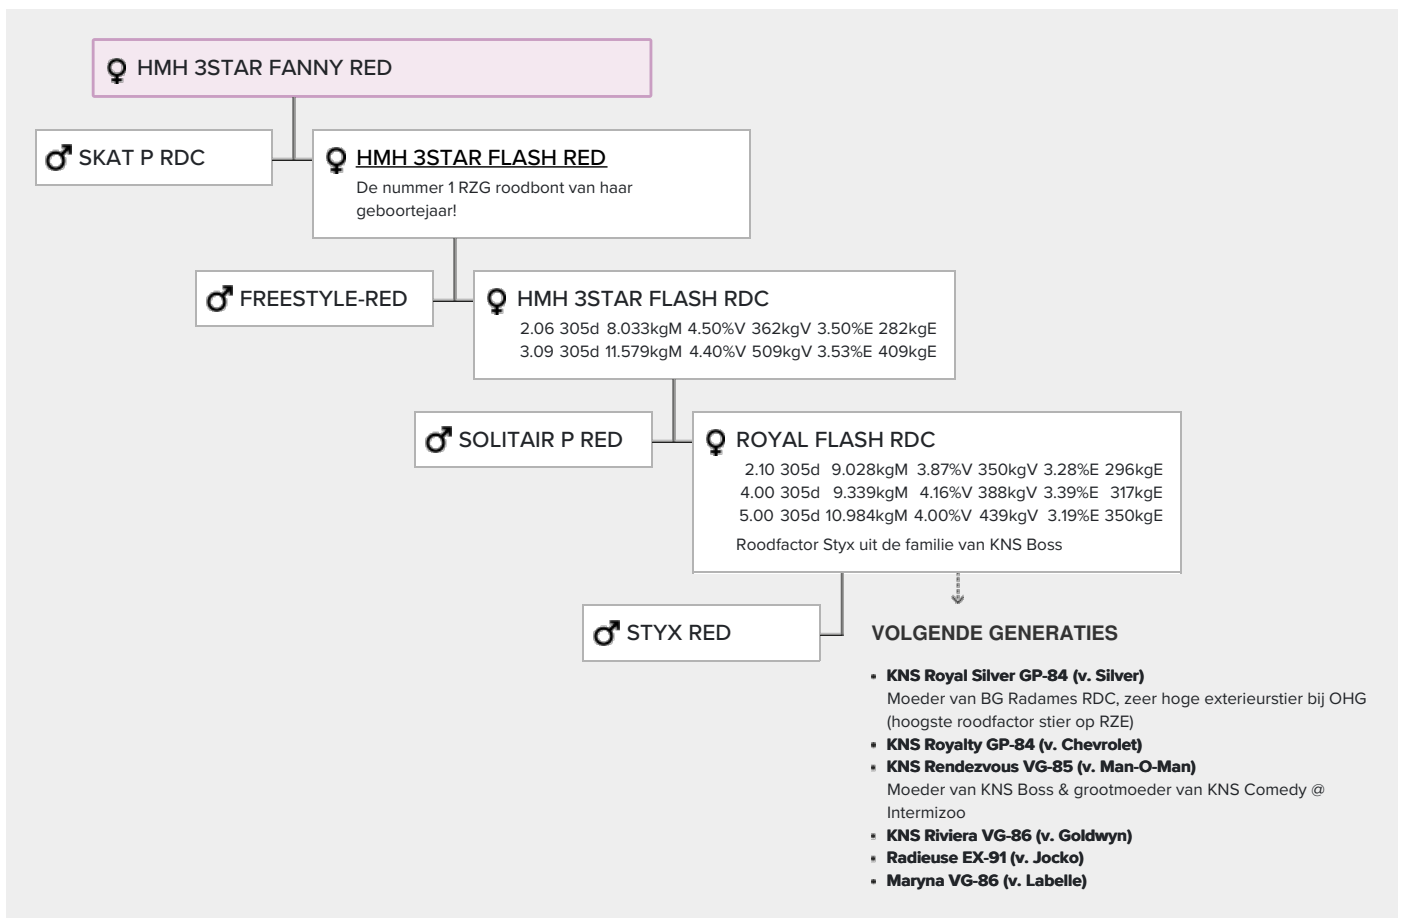 HMH 3STAR FANNY RED
SKAT P RDC
HMH 3STAR FLASH RED
De nummer 1 RZG roodbont van haar
geboortejaar!
FREESTYLE-RED
HMH 3STAR FLASH RDC
2.06 305d 8.033kgM 4.50%V 362kgV 3.50%E 282kgE
3.09 305d 11.579kgM 4.40%V 509kgV 3.53%E 409kgE
SOLITAIR P RED
ROYAL FLASH RDC
2.10 305d 9.028kgM 3.87%V 350kgV 3.28%E 296kgE
4.00 305d 9.339kgM 4.16%V 388kgV 3.39%E 317kgE
5.00 305d 10.984kgM 4.00%V 439kgV 3.19%E 350kgE
Roodfactor Styx uit de familie van KNS Boss
STYX RED
VOLGENDE GENERATIES
• KNS Royal Silver GP-84 (v. Silver)
Moeder van BG Radames RDC, zeer hoge exterieurstier bij OHG
(hoogste roodfactor stier op RZE)
• KNS Royalty GP-84 (v. Chevrolet)
• KNS Rendezvous VG-85 (v. Man-O-Man)
Moeder van KNS Boss & grootmoeder van KNS Comedy @
Intermizoo
• KNS Riviera VG-86 (v. Goldwyn)
• Radieuse EX-91 (v. Jocko)
• Maryna VG-86 (v. Labelle)